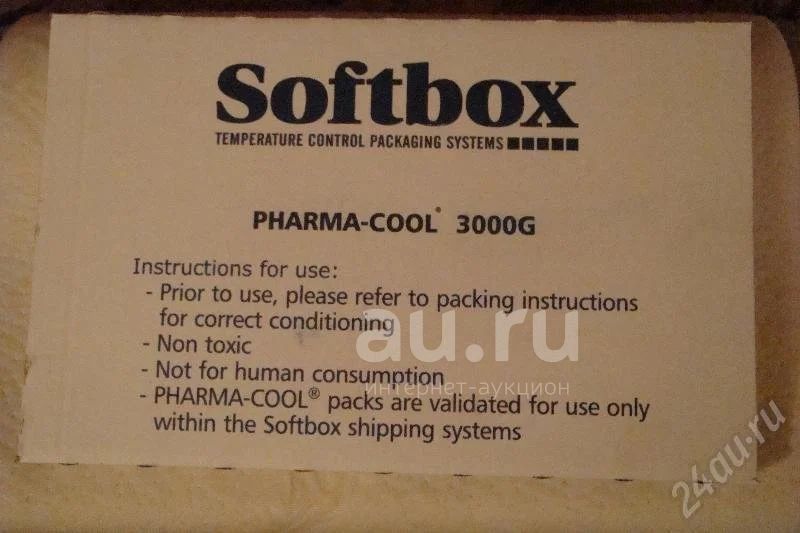 Softbox
TEMPERATURE CONTROL PACKAGING SYSTEMS
PHARMA-COOL® 3000G
Instructions for use:
- Prior to use, please refer to packing instructions
for correct conditioning
- Non toxic
- Not for human consumption
- PHARMA-COOL® packs are validated for use only
within the Softbox shipping systems
au.ru
интернет-аукцион
24au.ru